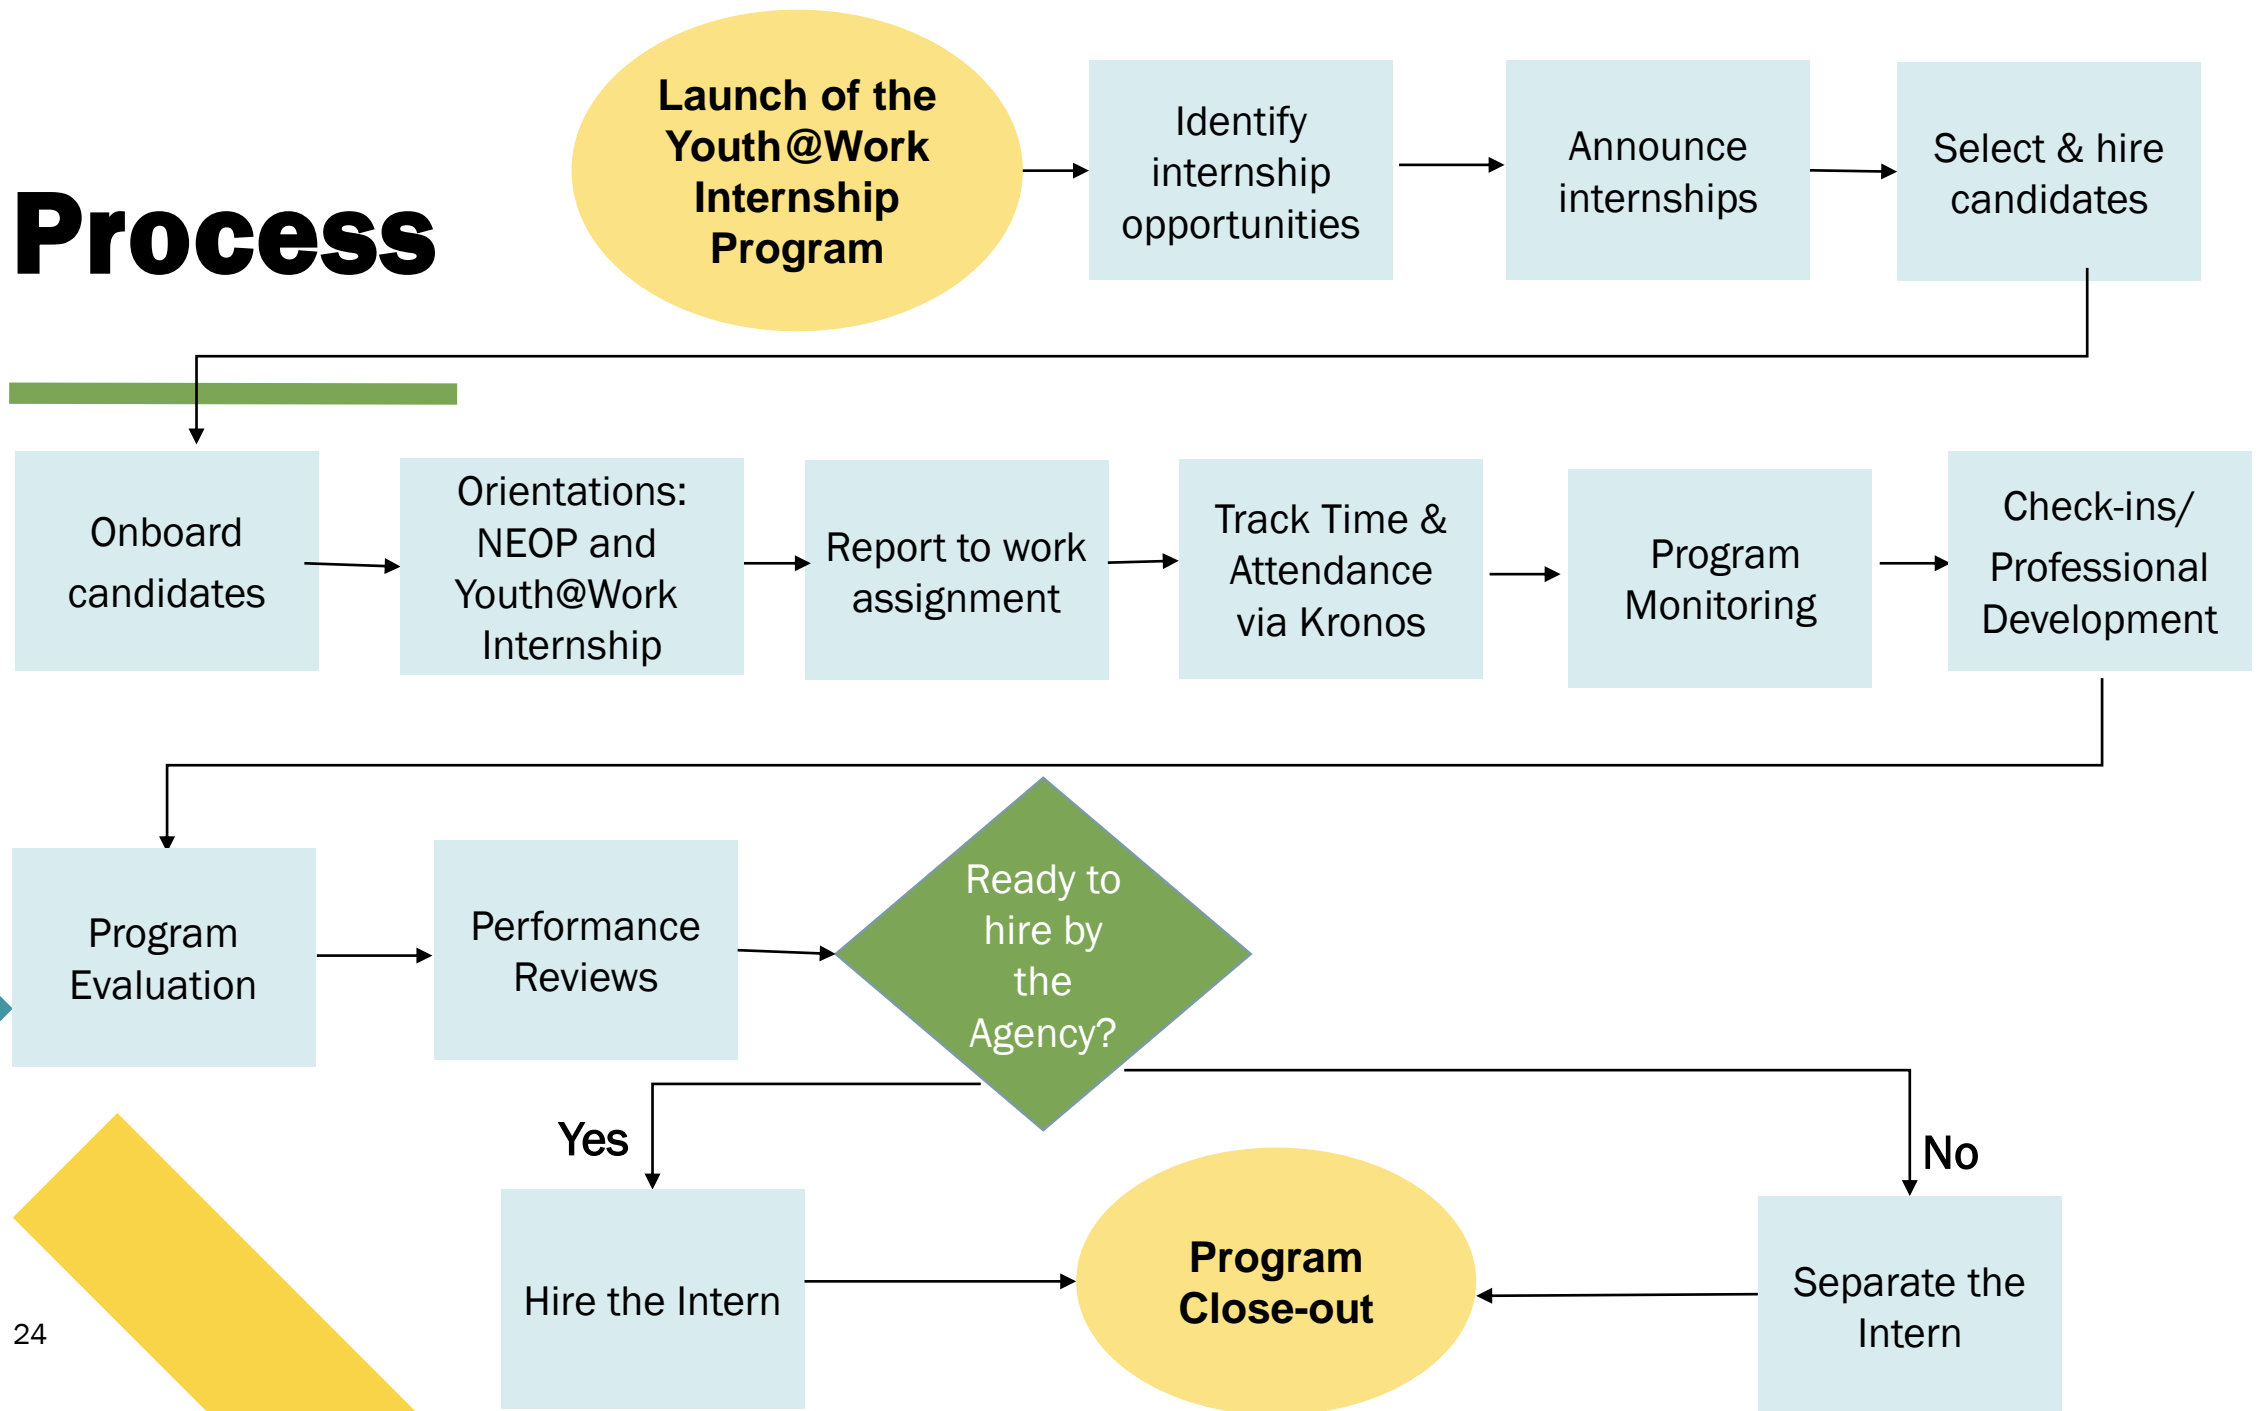 Process
Launch of the
Youth@Work
Internship
Program
Identify
internship
opportunities
Announce
internships
Select & hire
candidates
Onboard
candidates
Orientations:
NEOP and
Youth@Work
Internship
Report to work
assignment
Track Time &
Attendance
via Kronos
Program
Monitoring
Check-ins/
Professional
Development
Program
Evaluation
Performance
Reviews
Ready to
hire by
the
Agency?
Yes
No
Hire the Intern
Program
Close-out
Separate the
Intern
24